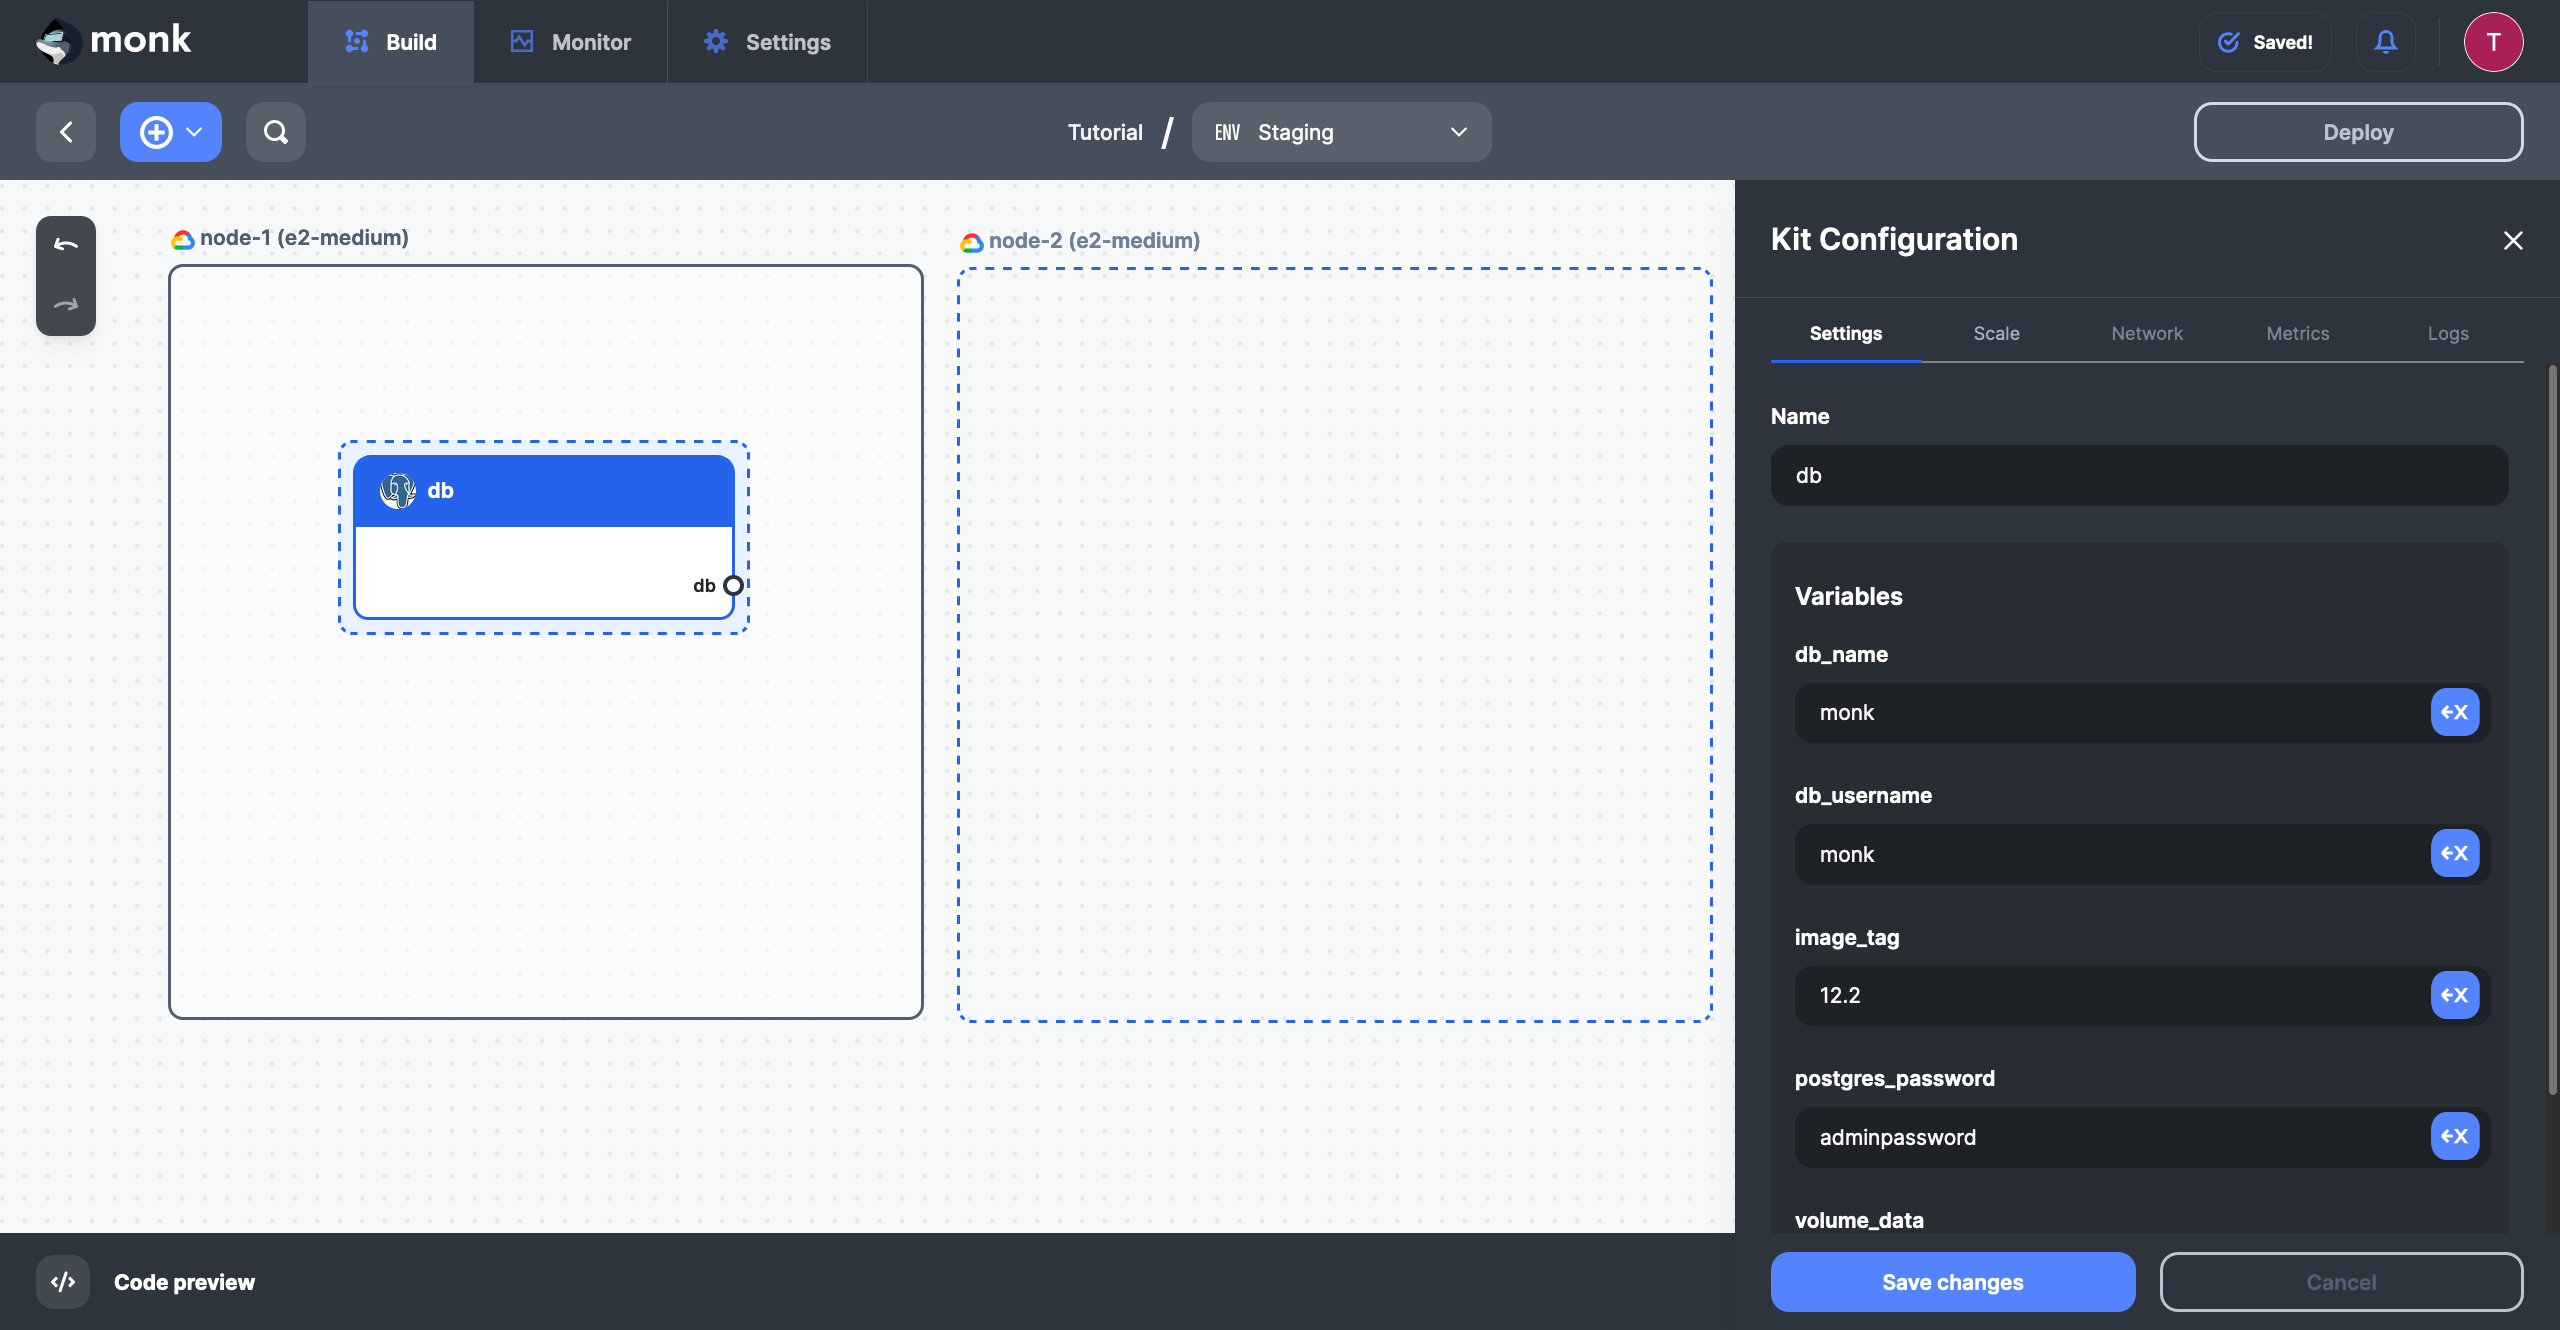 monk
Build
Monitor
Settings
Saved!
T
Tutorial / ENV Staging
Deploy
node-1 (e2-medium)
node-2 (e2-medium)
db
db
Kit Configuration
Settings
Scale
Network
Metrics
Logs
Name
db
Variables
db_name
monk
←X
db_username
monk
←X
image_tag
12.2
←X
postgres_password
adminpassword
←X
volume_data
</> Code preview
Save changes
Cancel